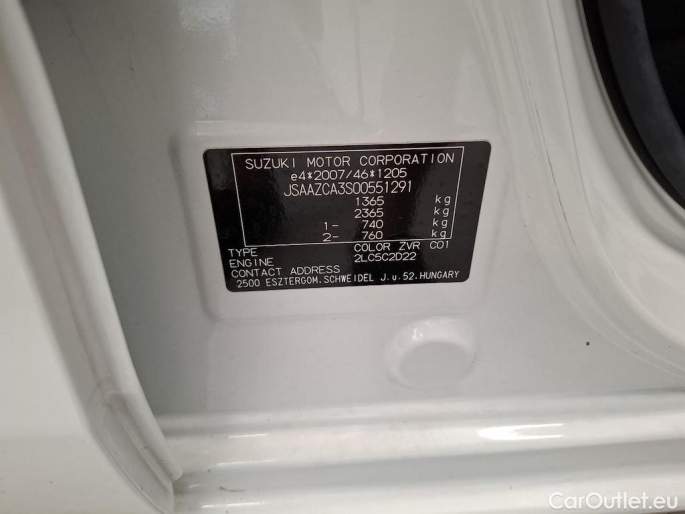 SUZUKI MOTOR CORPORATION
e4*2007/46*1205
JSAAZCA3S00551291
1365 kg
2365 kg
1- 740 kg
2- 760 kg
TYPE COLOR ZVR C01
ENGINE 2LC5C2D22
CONTACT ADDRESS
2500 ESZTERGOM.SCHWEIDEL J.u.52.HUNGARY
CarOutlet.eu